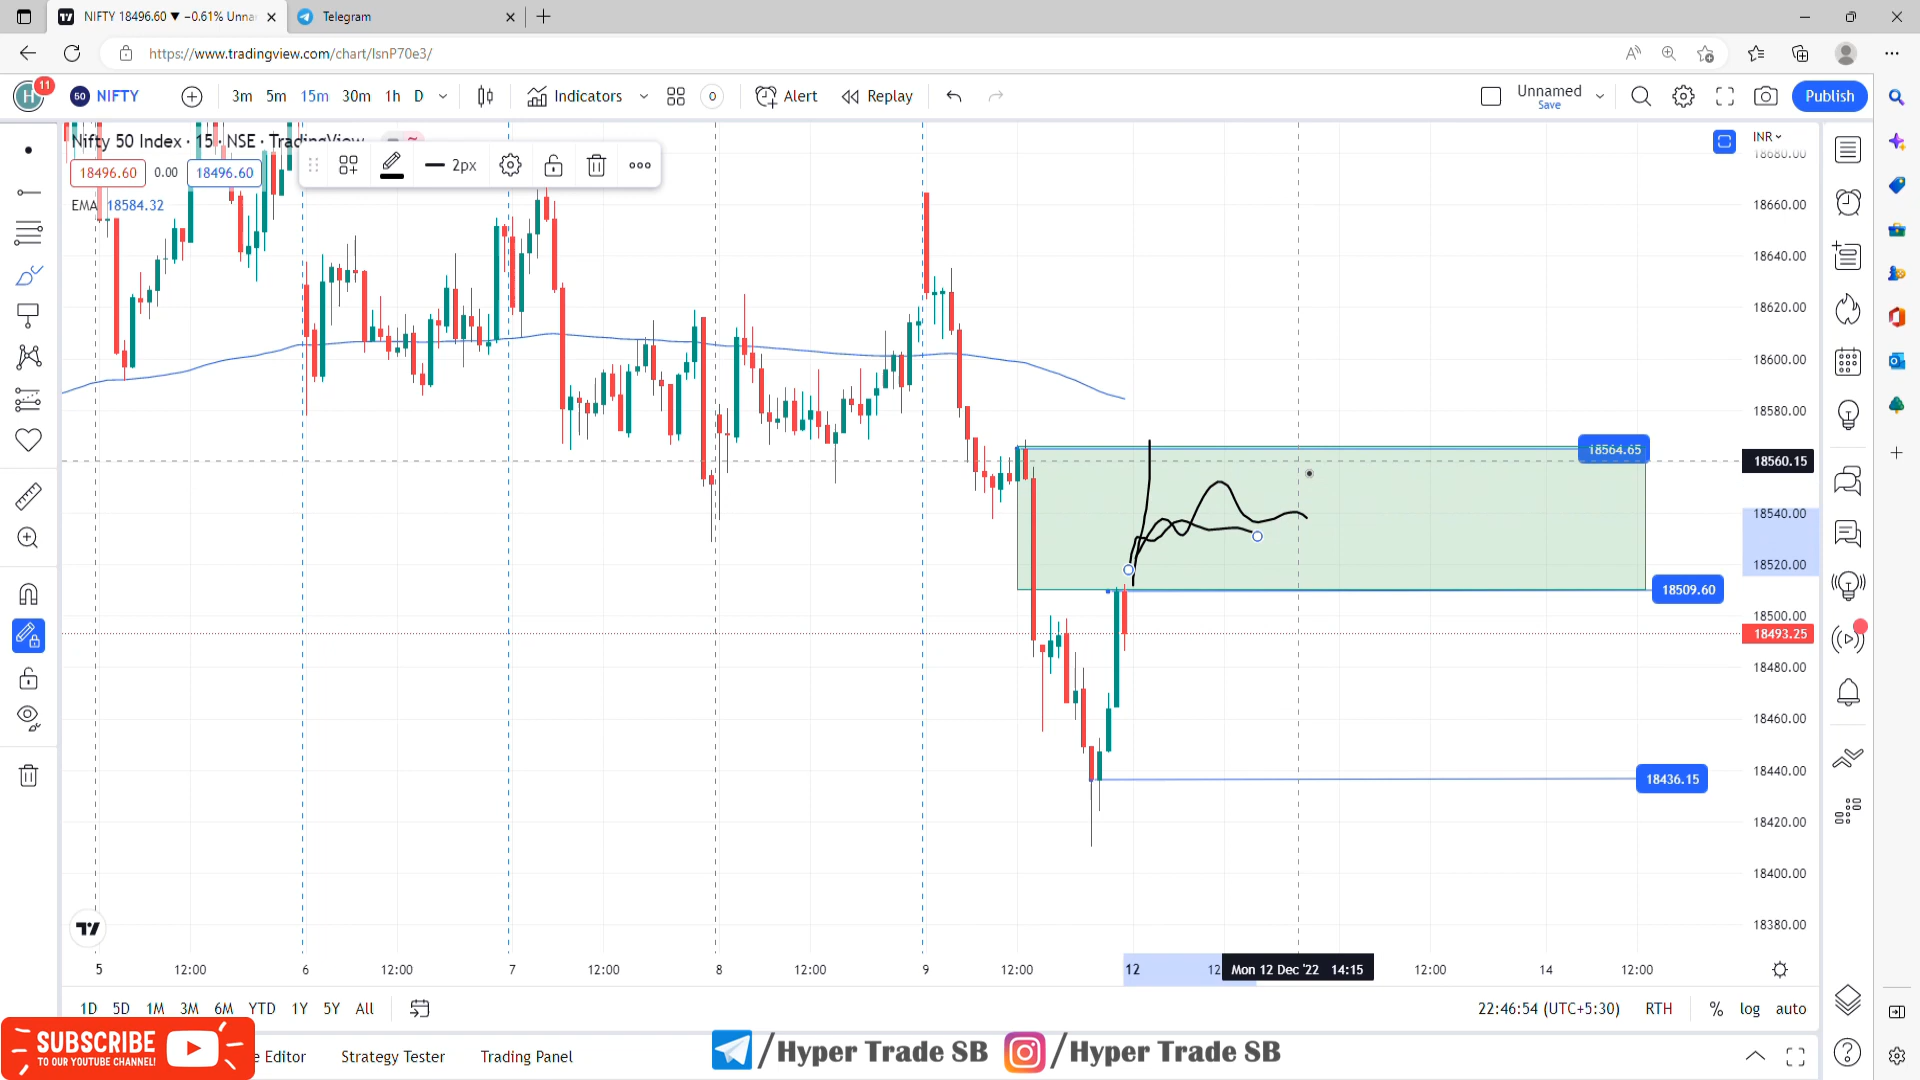 NIFTY 18496.60 ▼ −0.61% Unna
Telegram
https://www.tradingview.com/chart/lsnP70e3/
H 11 50 NIFTY 3m 5m 15m 30m 1h D Indicators 0 Alert Replay Unnamed Save Publish
Nifty 50 Index · 15 · NSE · TradingView
INR
18496.60 0.00 18496.60
2px
EMA 18584.32
18680.00
18660.00
18640.00
18620.00
18600.00
18580.00
18564.65
18560.15
18540.00
18520.00
18509.60
18500.00
18493.25
18480.00
18460.00
18440.00
18436.15
18420.00
18400.00
18380.00
5 12:00 6 12:00 7 12:00 8 12:00 9 12:00 12 12 Mon 12 Dec '22 14:15 12:00 14 12:00
1D 5D 1M 3M 6M YTD 1Y 5Y All 22:46:54 (UTC+5:30) RTH % log auto
SUBSCRIBE
TO OUR YOUTUBE CHANNEL!
e Editor Strategy Tester Trading Panel
/Hyper Trade SB /Hyper Trade SB